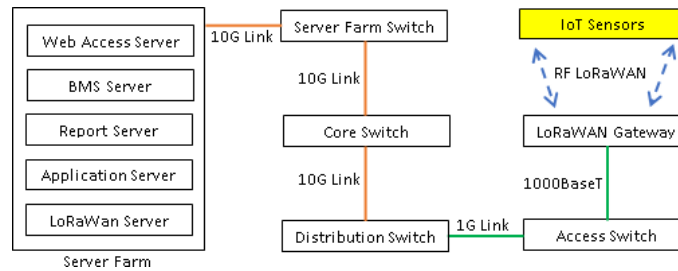 Web Access Server
BMS Server
Report Server
Application Server
LoRaWan Server
Server Farm
10G Link
Server Farm Switch
10G Link
Core Switch
10G Link
Distribution Switch
1G Link
IoT Sensors
RF LoRaWAN
LoRaWAN Gateway
1000BaseT
Access Switch